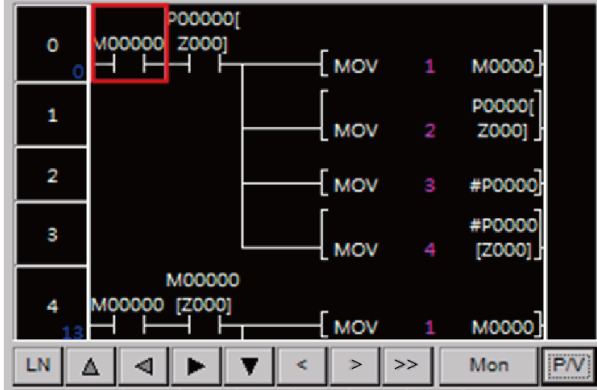 P00000[
0 M00000 Z000]
0 MOV 1 M0000
P0000[
1 Z000]
MOV 2
2 MOV 3 #P0000
#P0000
3 [Z000]
MOV 4
M00000
4 M00000 [Z000]
13 MOV 1 M0000
LN < > >> Mon P/V